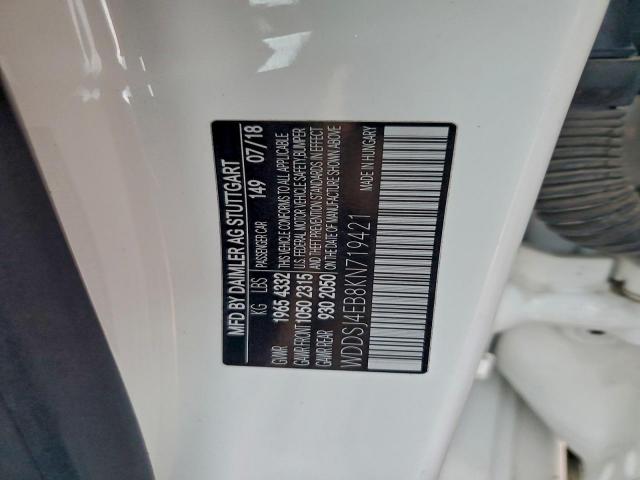 MFD BY DAIMLER AG STUTTGART
149 07/18
KG LBS PASSENGER CAR
GVWR 1965 4332 THIS VEHICLE CONFORMS TO ALL APPLICABLE
GAWR FRONT 1050 2315 U.S. FEDERAL MOTOR VEHICLE SAFETY, BUMPER
AND THEFT PREVENTION STANDARDS IN EFFECT
GAWR REAR 930 2050 ON THE DATE OF MANUFACTURE SHOWN ABOVE
WDDSJ4EB8KN719421 MADE IN HUNGARY